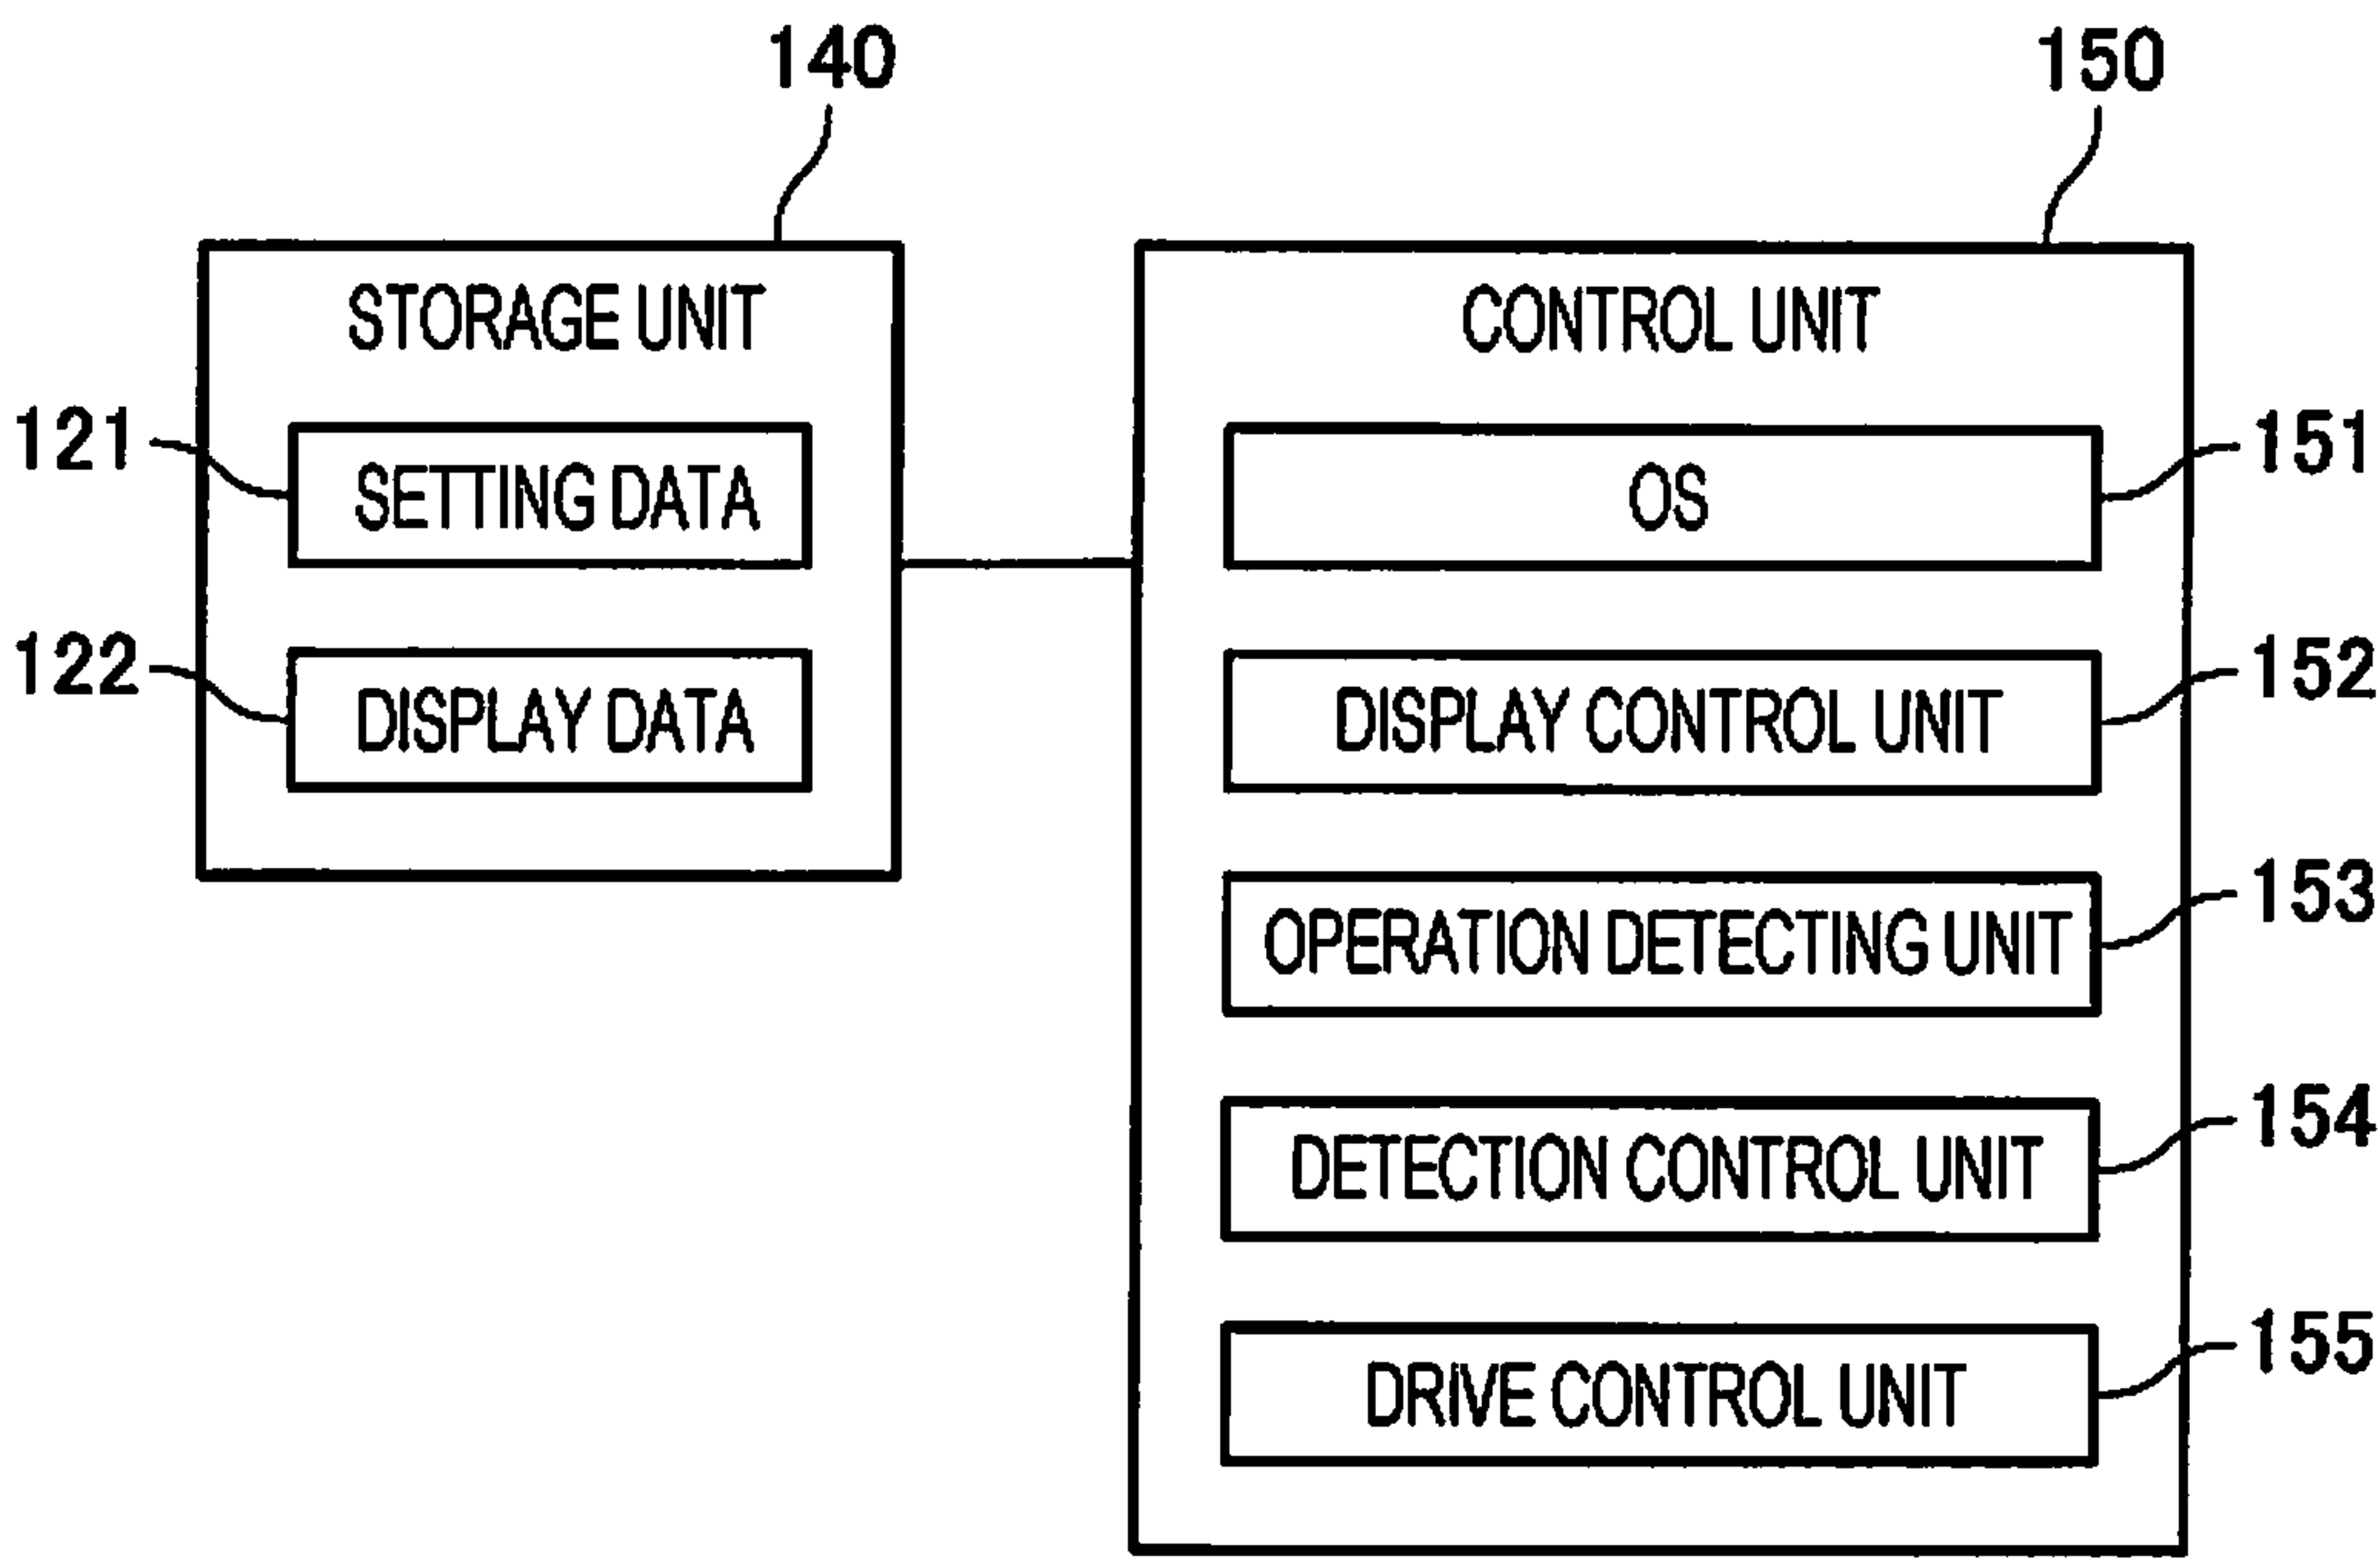 140
STORAGE UNIT
121
SETTING DATA
122
DISPLAY DATA
150
CONTROL UNIT
151
OS
152
DISPLAY CONTROL UNIT
153
OPERATION DETECTING UNIT
154
DETECTION CONTROL UNIT
155
DRIVE CONTROL UNIT